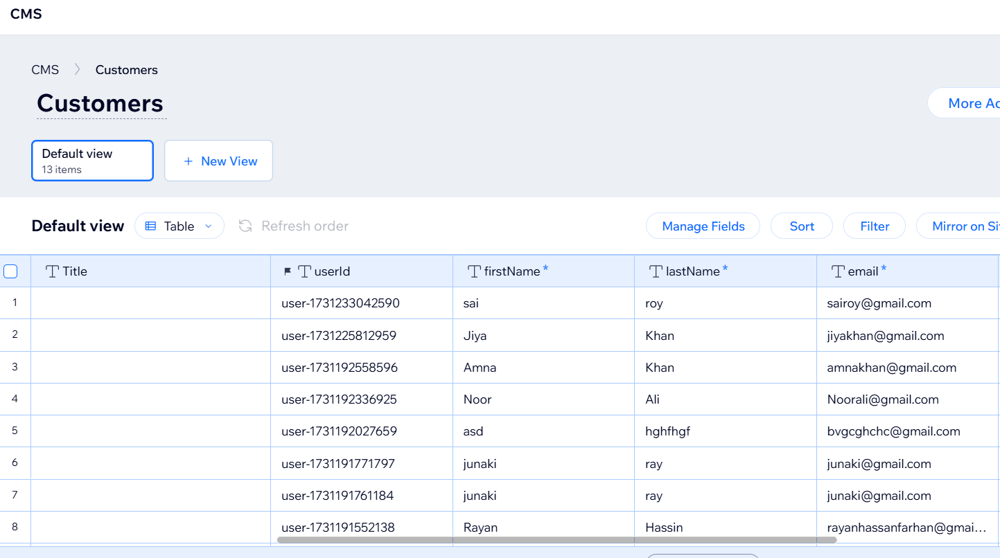 CMS
CMS Customers
Customers
More Ac
Default view
13 items
+ New View
Default view Table Refresh order Manage Fields Sort Filter Mirror on Si
Title userId firstName * lastName * email *
1 user-1731233042590 sai roy sairoy@gmail.com
2 user-1731225812959 Jiya Khan jiyakhan@gmail.com
3 user-1731192558596 Amna Khan amnakhan@gmail.com
4 user-1731192336925 Noor Ali Noorali@gmail.com
5 user-1731192027659 asd hghfhgf bvgcghchc@gmail.com
6 user-1731191771797 junaki ray junaki@gmail.com
7 user-1731191761184 junaki ray junaki@gmail.com
8 user-1731191552138 Rayan Hassin rayanhassanfarhan@gmai...